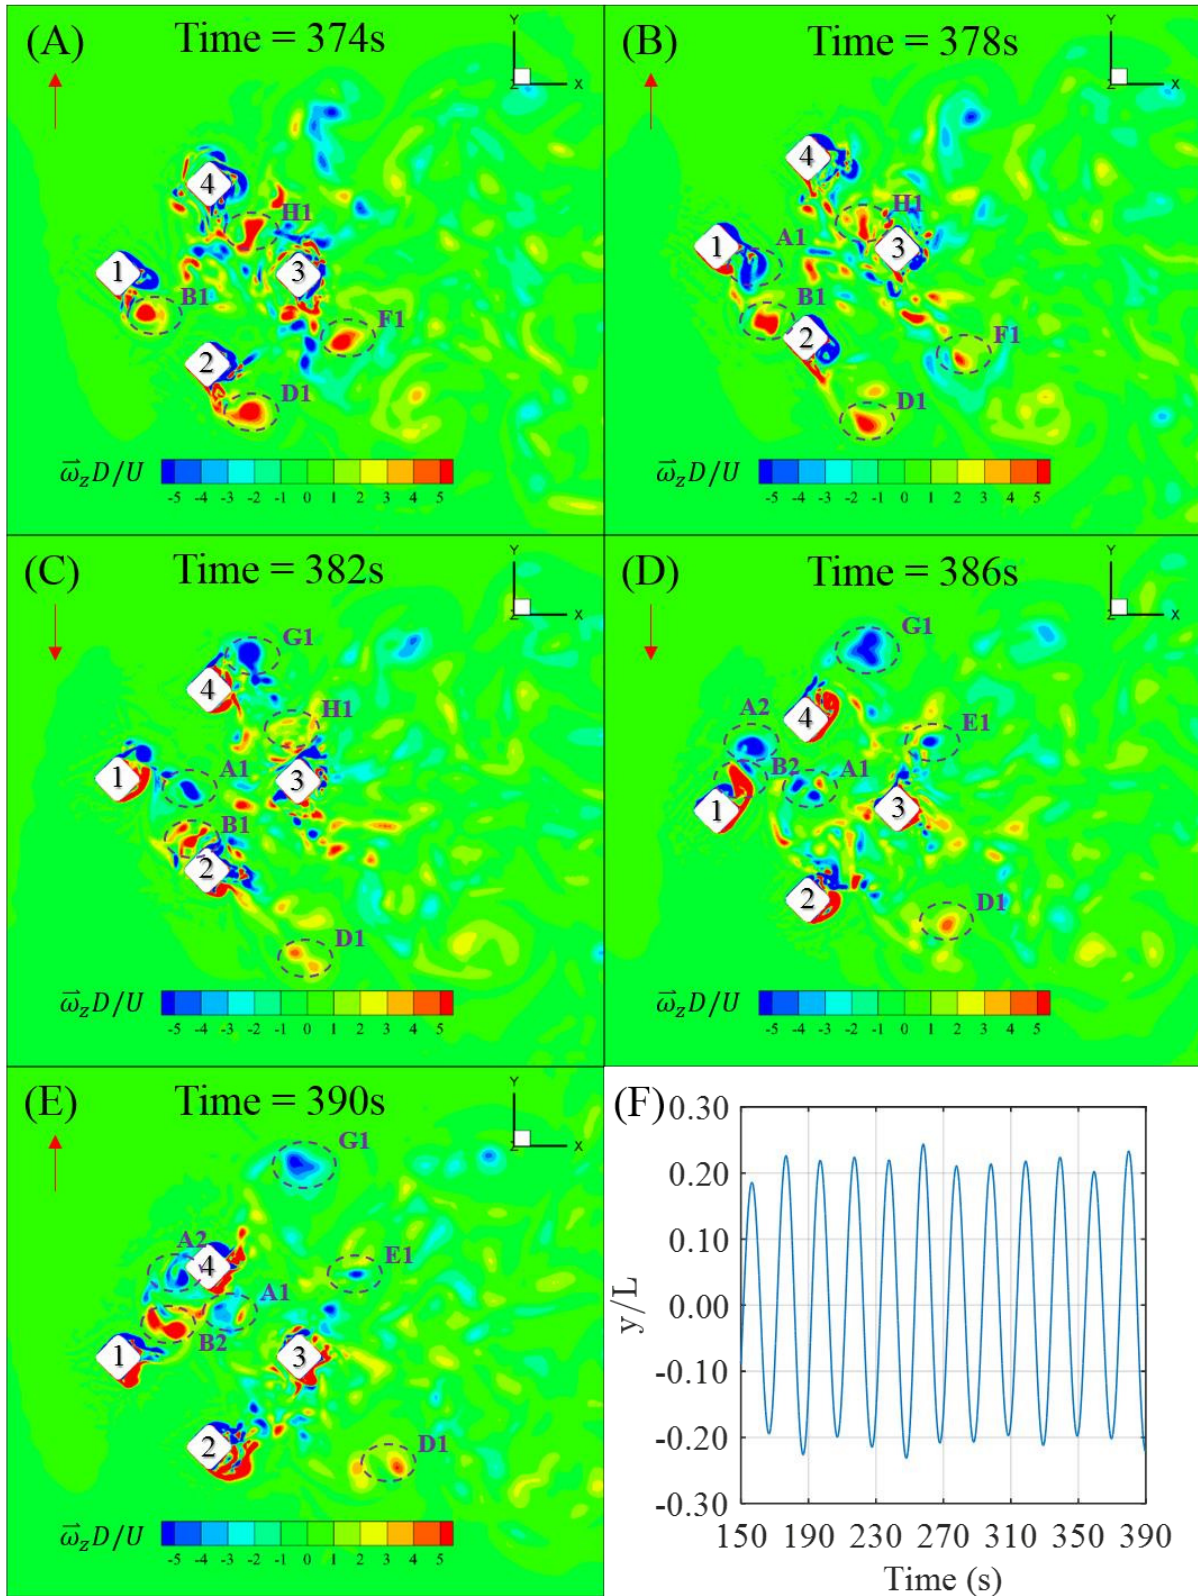 (A) Time = 374s
Y
Z X
4
H1
1
3
B1
F1
2
D1
ω⃗_z D/U
-5 -4 -3 -2 -1 0 1 2 3 4 5
(B) Time = 378s
Y
Z X
4
H1
1 A1
3
B1
2
F1
D1
ω⃗_z D/U
-5 -4 -3 -2 -1 0 1 2 3 4 5
(C) Time = 382s
Y
Z X
G1
4
H1
1 A1 3
B1
2
D1
ω⃗_z D/U
-5 -4 -3 -2 -1 0 1 2 3 4 5
(D) Time = 386s
Y
Z X
G1
A2 4 E1
B2 A1
1 3
2
D1
ω⃗_z D/U
-5 -4 -3 -2 -1 0 1 2 3 4 5
(E) Time = 390s
Y
Z X
G1
A2 4 E1
A1
B2
1 3
2 D1
ω⃗_z D/U
-5 -4 -3 -2 -1 0 1 2 3 4 5
(F)
0.30
0.20
0.10
0.00
-0.10
-0.20
-0.30
y/L
150 190 230 270 310 350 390
Time (s)